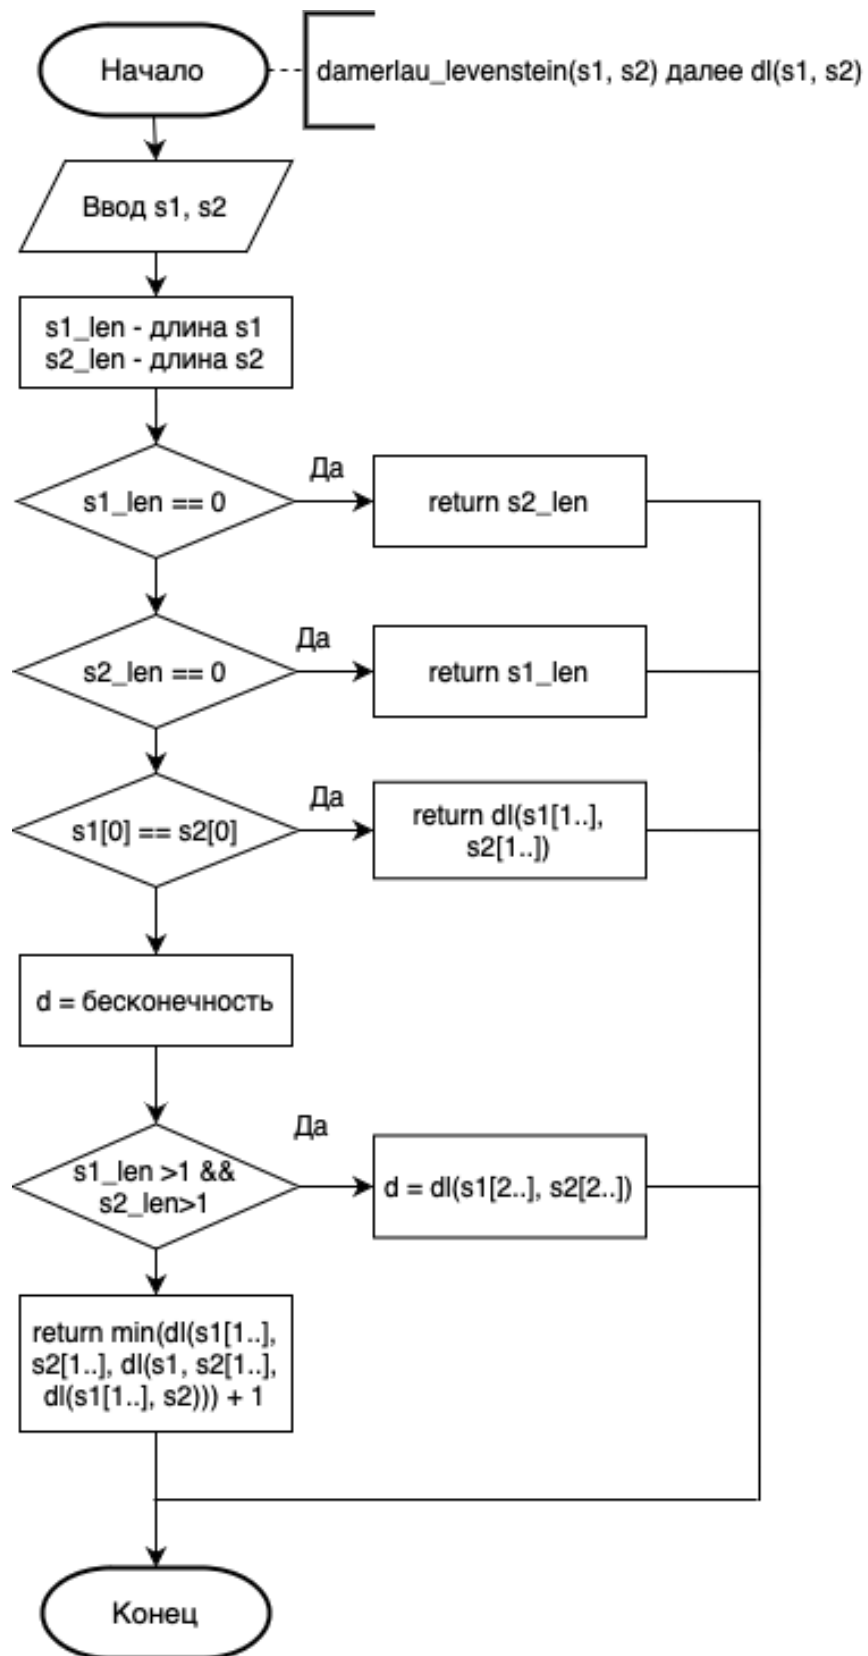 Начало
damerlau_levenstein(s1, s2) далее dl(s1, s2)
Ввод s1, s2
s1_len - длина s1
s2_len - длина s2
Да
s1_len == 0
return s2_len
Да
s2_len == 0
return s1_len
Да
s1[0] == s2[0]
return dl(s1[1..],
s2[1..])
d = бесконечность
Да
s1_len >1 &&
s2_len>1
d = dl(s1[2..], s2[2..])
return min(dl(s1[1..],
s2[1..], dl(s1, s2[1..],
dl(s1[1..], s2))) + 1
Конец